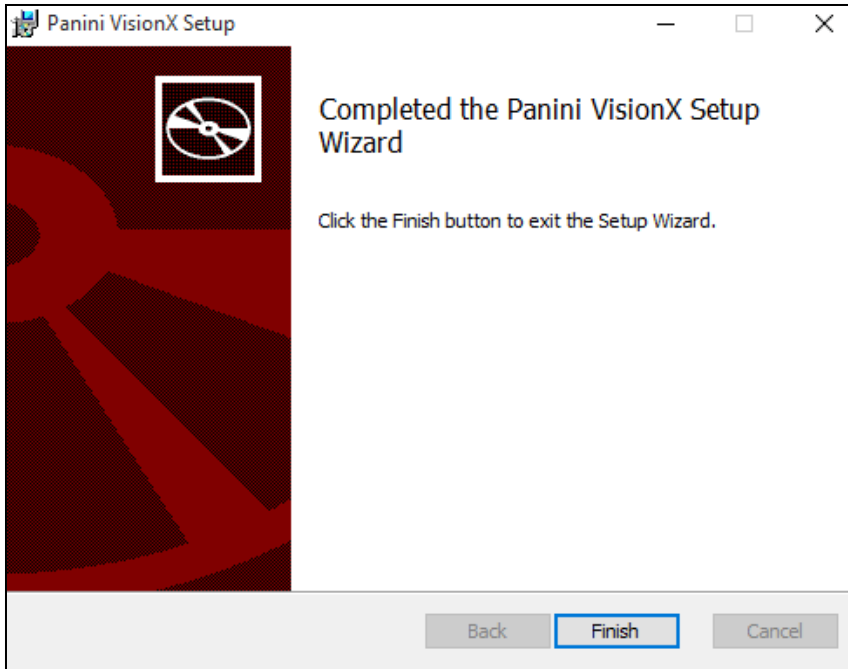 Panini VisionX Setup
Completed the Panini VisionX Setup
Wizard
Click the Finish button to exit the Setup Wizard.
Back
Finish
Cancel